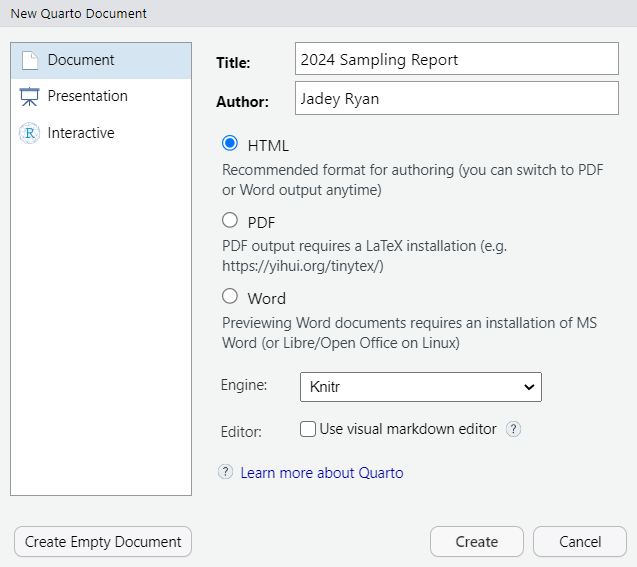 New Quarto Document
Document
Presentation
Interactive
Title:
2024 Sampling Report
Author:
Jadey Ryan
HTML
Recommended format for authoring (you can switch to PDF
or Word output anytime)
PDF
PDF output requires a LaTeX installation (e.g.
https://yihui.org/tinytex/)
Word
Previewing Word documents requires an installation of MS
Word (or Libre/Open Office on Linux)
Engine:
Knitr
Editor:
Use visual markdown editor ?
? Learn more about Quarto
Create Empty Document
Create
Cancel